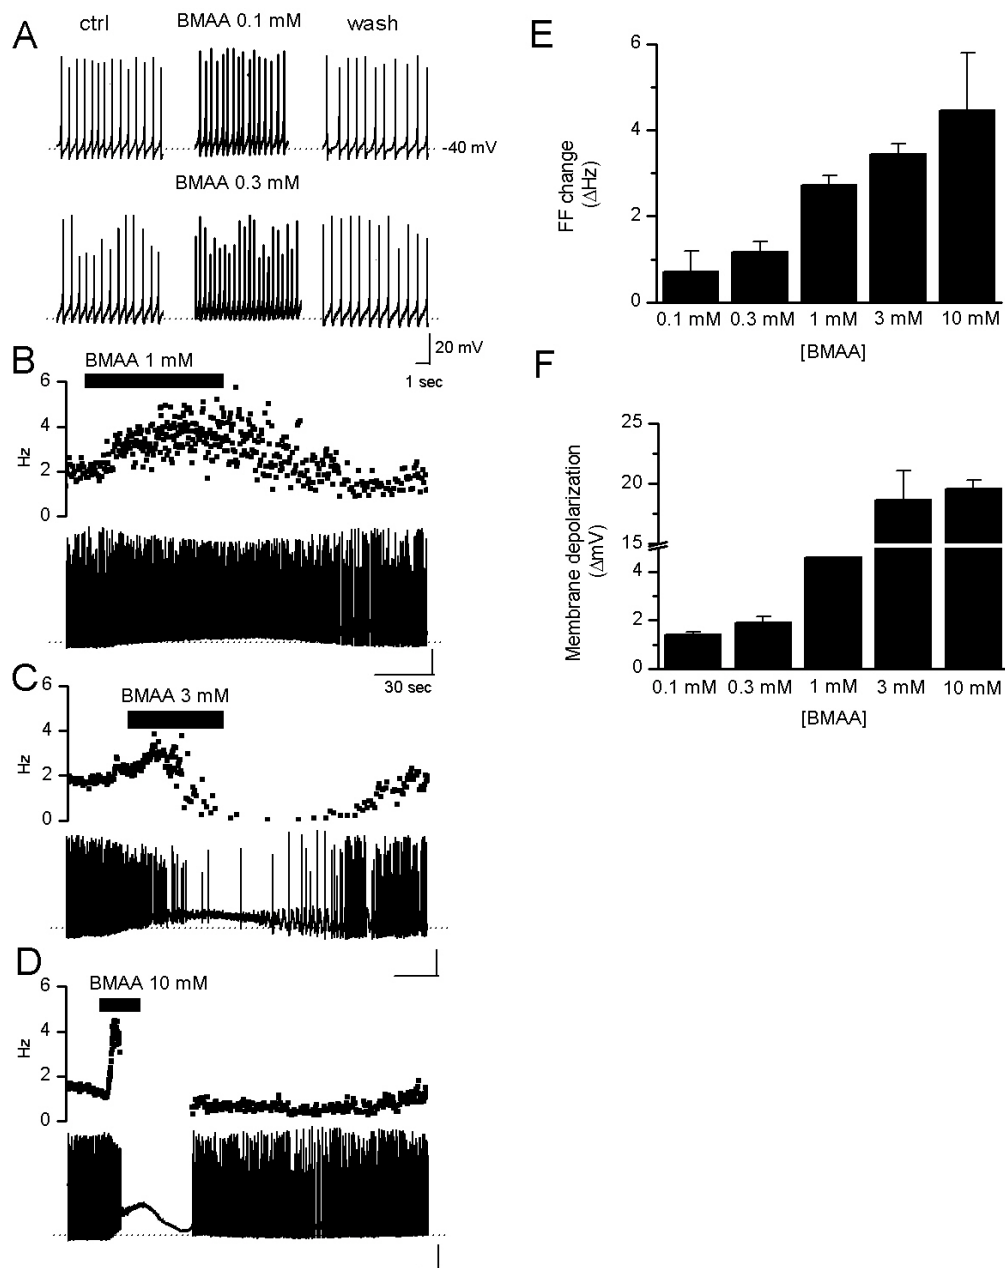 A
ctrl
BMAA 0.1 mM
wash
-40 mV
BMAA 0.3 mM
20 mV
1 sec
B
BMAA 1 mM
6
4
2
0
Hz
30 sec
C
BMAA 3 mM
6
4
2
0
Hz
D
BMAA 10 mM
6
4
2
0
Hz
E
6
4
2
0
FF change
(ΔHz)
0.1 mM 0.3 mM 1 mM 3 mM 10 mM
[BMAA]
F
25
20
15
4
2
0
Membrane depolarization
(ΔmV)
0.1 mM 0.3 mM 1 mM 3 mM 10 mM
[BMAA]